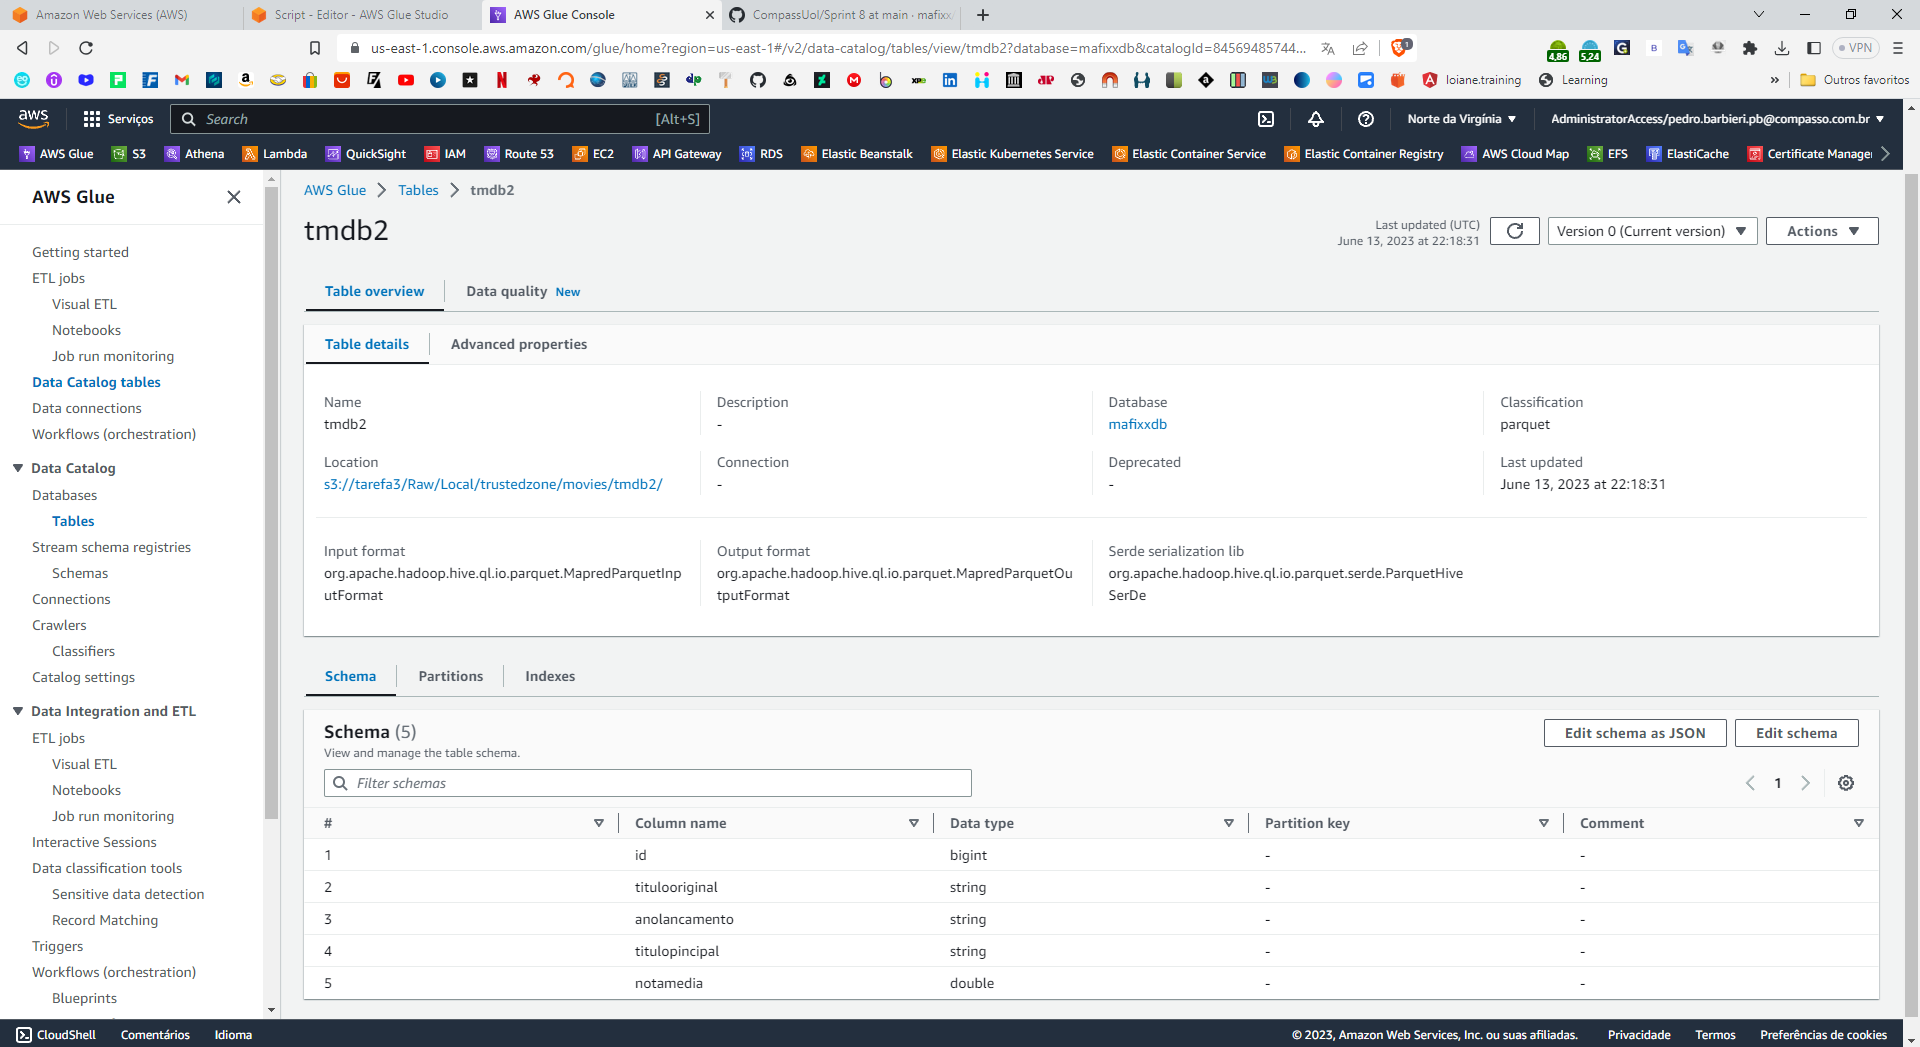 Amazon Web Services (AWS)
Script - Editor - AWS Glue Studio
AWS Glue Console
CompassUol/Sprint 8 at main · mafixx
us-east-1.console.aws.amazon.com/glue/home?region=us-east-1#/v2/data-catalog/tables/view/tmdb2?database=mafixxdb&catalogId=84569485744...
1
4,86
5,24
VPN
loiane.training
Learning
»
Outros favoritos
aws
Serviços
Search
[Alt+S]
Norte da Virgínia
AdministratorAccess/pedro.barbieri.pb@compasso.com.br
AWS Glue
S3
Athena
Lambda
QuickSight
IAM
Route 53
EC2
API Gateway
RDS
Elastic Beanstalk
Elastic Kubernetes Service
Elastic Container Service
Elastic Container Registry
AWS Cloud Map
EFS
ElastiCache
Certificate Manager
AWS Glue
Getting started
ETL jobs
Visual ETL
Notebooks
Job run monitoring
Data Catalog tables
Data connections
Workflows (orchestration)
Data Catalog
Databases
Tables
Stream schema registries
Schemas
Connections
Crawlers
Classifiers
Catalog settings
Data Integration and ETL
ETL jobs
Visual ETL
Notebooks
Job run monitoring
Interactive Sessions
Data classification tools
Sensitive data detection
Record Matching
Triggers
Workflows (orchestration)
Blueprints
AWS Glue > Tables > tmdb2
tmdb2
Last updated (UTC)
June 13, 2023 at 22:18:31
Version 0 (Current version)
Actions
Table overview
Data quality New
Table details
Advanced properties
Name
tmdb2
Description
-
Database
mafixxdb
Classification
parquet
Location
s3://tarefa3/Raw/Local/trustedzone/movies/tmdb2/
Connection
-
Deprecated
-
Last updated
June 13, 2023 at 22:18:31
Input format
org.apache.hadoop.hive.ql.io.parquet.MapredParquetInp
utFormat
Output format
org.apache.hadoop.hive.ql.io.parquet.MapredParquetOu
tputFormat
Serde serialization lib
org.apache.hadoop.hive.ql.io.parquet.serde.ParquetHive
SerDe
Schema
Partitions
Indexes
Schema (5)
View and manage the table schema.
Edit schema as JSON
Edit schema
Filter schemas
1
# Column name Data type Partition key Comment
1 id bigint - -
2 titulooriginal string - -
3 anolancamento string - -
4 titulopincipal string - -
5 notamedia double - -
CloudShell
Comentários
Idioma
© 2023, Amazon Web Services, Inc. ou suas afiliadas.
Privacidade
Termos
Preferências de cookies